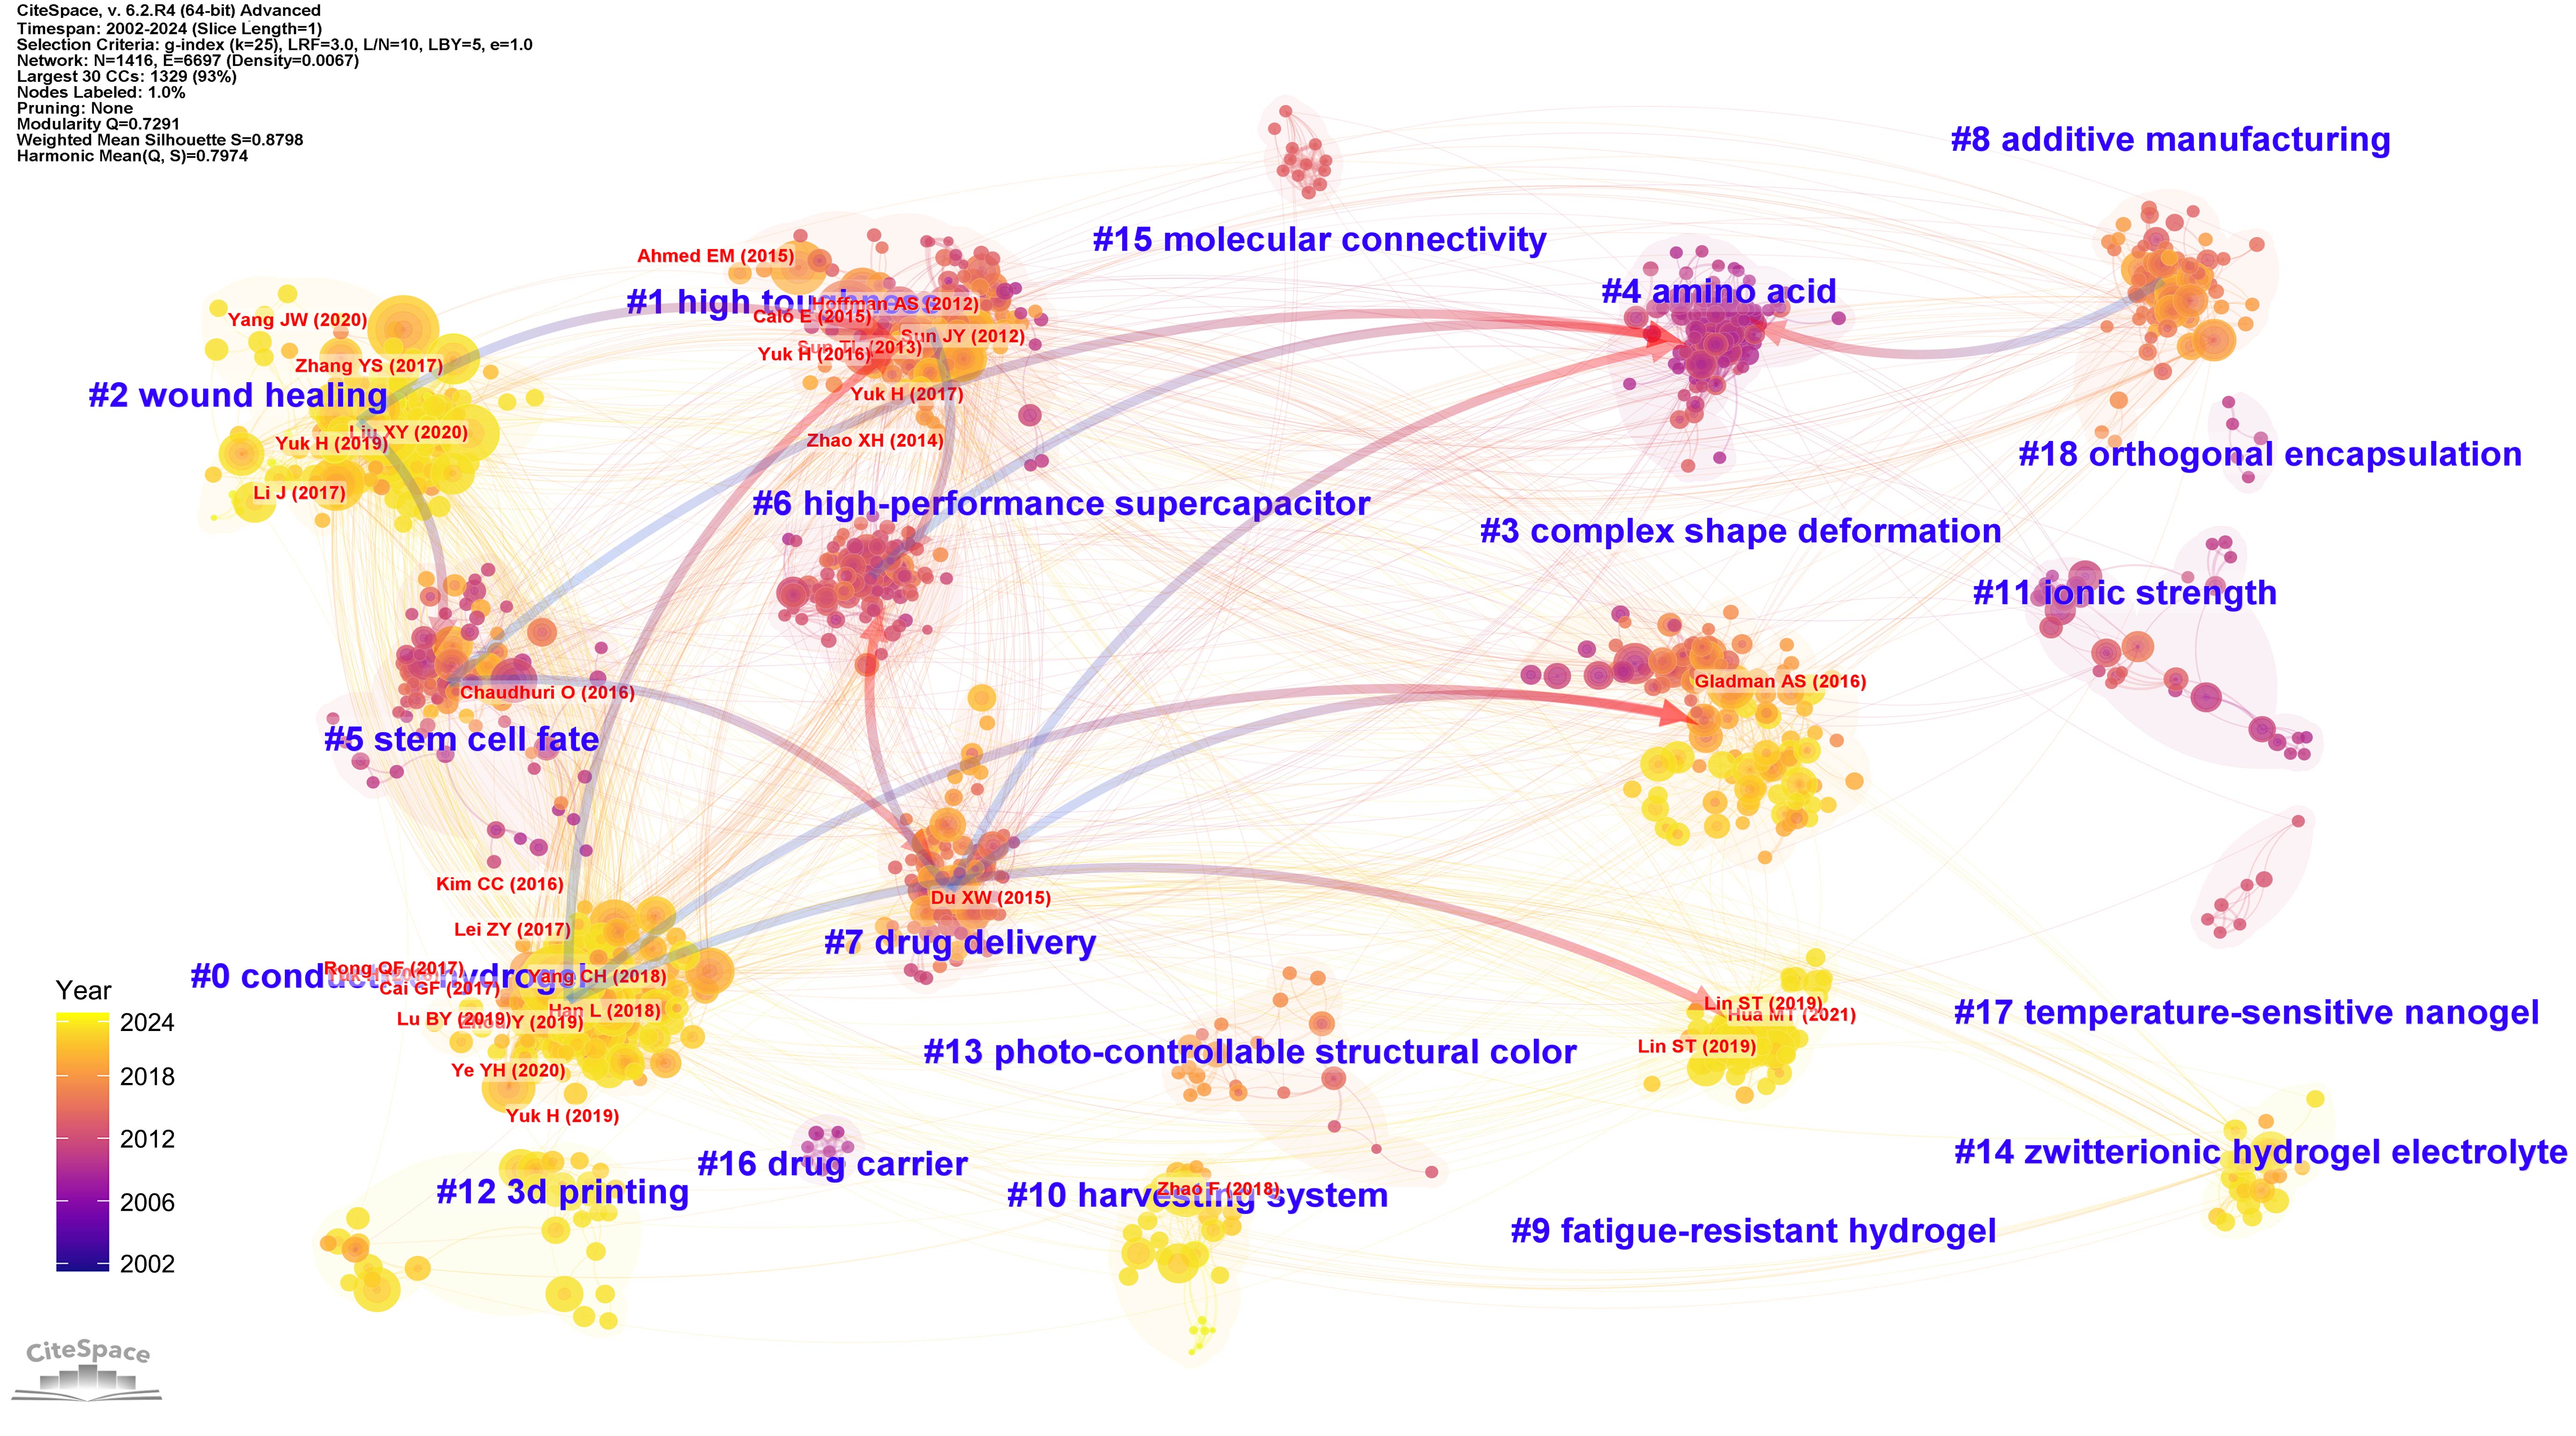 CiteSpace, v. 6.2.R4 (64-bit) Advanced
Timespan: 2002-2024 (Slice Length=1)
Selection Criteria: g-index (k=25), LRF=3.0, L/N=10, LBY=5, e=1.0
Network: N=1416, E=6697 (Density=0.0067)
Largest 30 CCs: 1329 (93%)
Nodes Labeled: 1.0%
Pruning: None
Modularity Q=0.7291
Weighted Mean Silhouette S=0.8798
Harmonic Mean(Q, S)=0.7974
#8 additive manufacturing
#15 molecular connectivity
Ahmed EM (2015)
#4 amino acid
#1 high toughness
Hoffman AS (2012)
Calo E (2015)
Yang JW (2020)
Sun JY (2012)
(2013)
Yuk H (2016)
Zhang YS (2017)
#2 wound healing
Yuk H (2017)
Liu XY (2020)
Yuk H (2019)
Zhao XH (2014)
#18 orthogonal encapsulation
Li J (2017)
#6 high-performance supercapacitor
#3 complex shape deformation
#11 ionic strength
Gladman AS (2016)
Chaudhuri O (2016)
#5 stem cell fate
Kim CC (2016)
Du XW (2015)
Lei ZY (2017)
#7 drug delivery
Rong QF (2017)
#0 conductive hydrogel
Yang CH (2018)
Cai GF (2017)
Han L (2018)
Lu BY (2019)
Y (2019)
Lin ST (2019)
Hua MT (2021)
#17 temperature-sensitive nanogel
Lin ST (2019)
#13 photo-controllable structural color
Ye YH (2020)
Yuk H (2019)
#14 zwitterionic hydrogel electrolyte
#16 drug carrier
#12 3d printing
Zhao F (2018)
#10 harvesting system
#9 fatigue-resistant hydrogel
Year
2024
2018
2012
2006
2002
CiteSpace